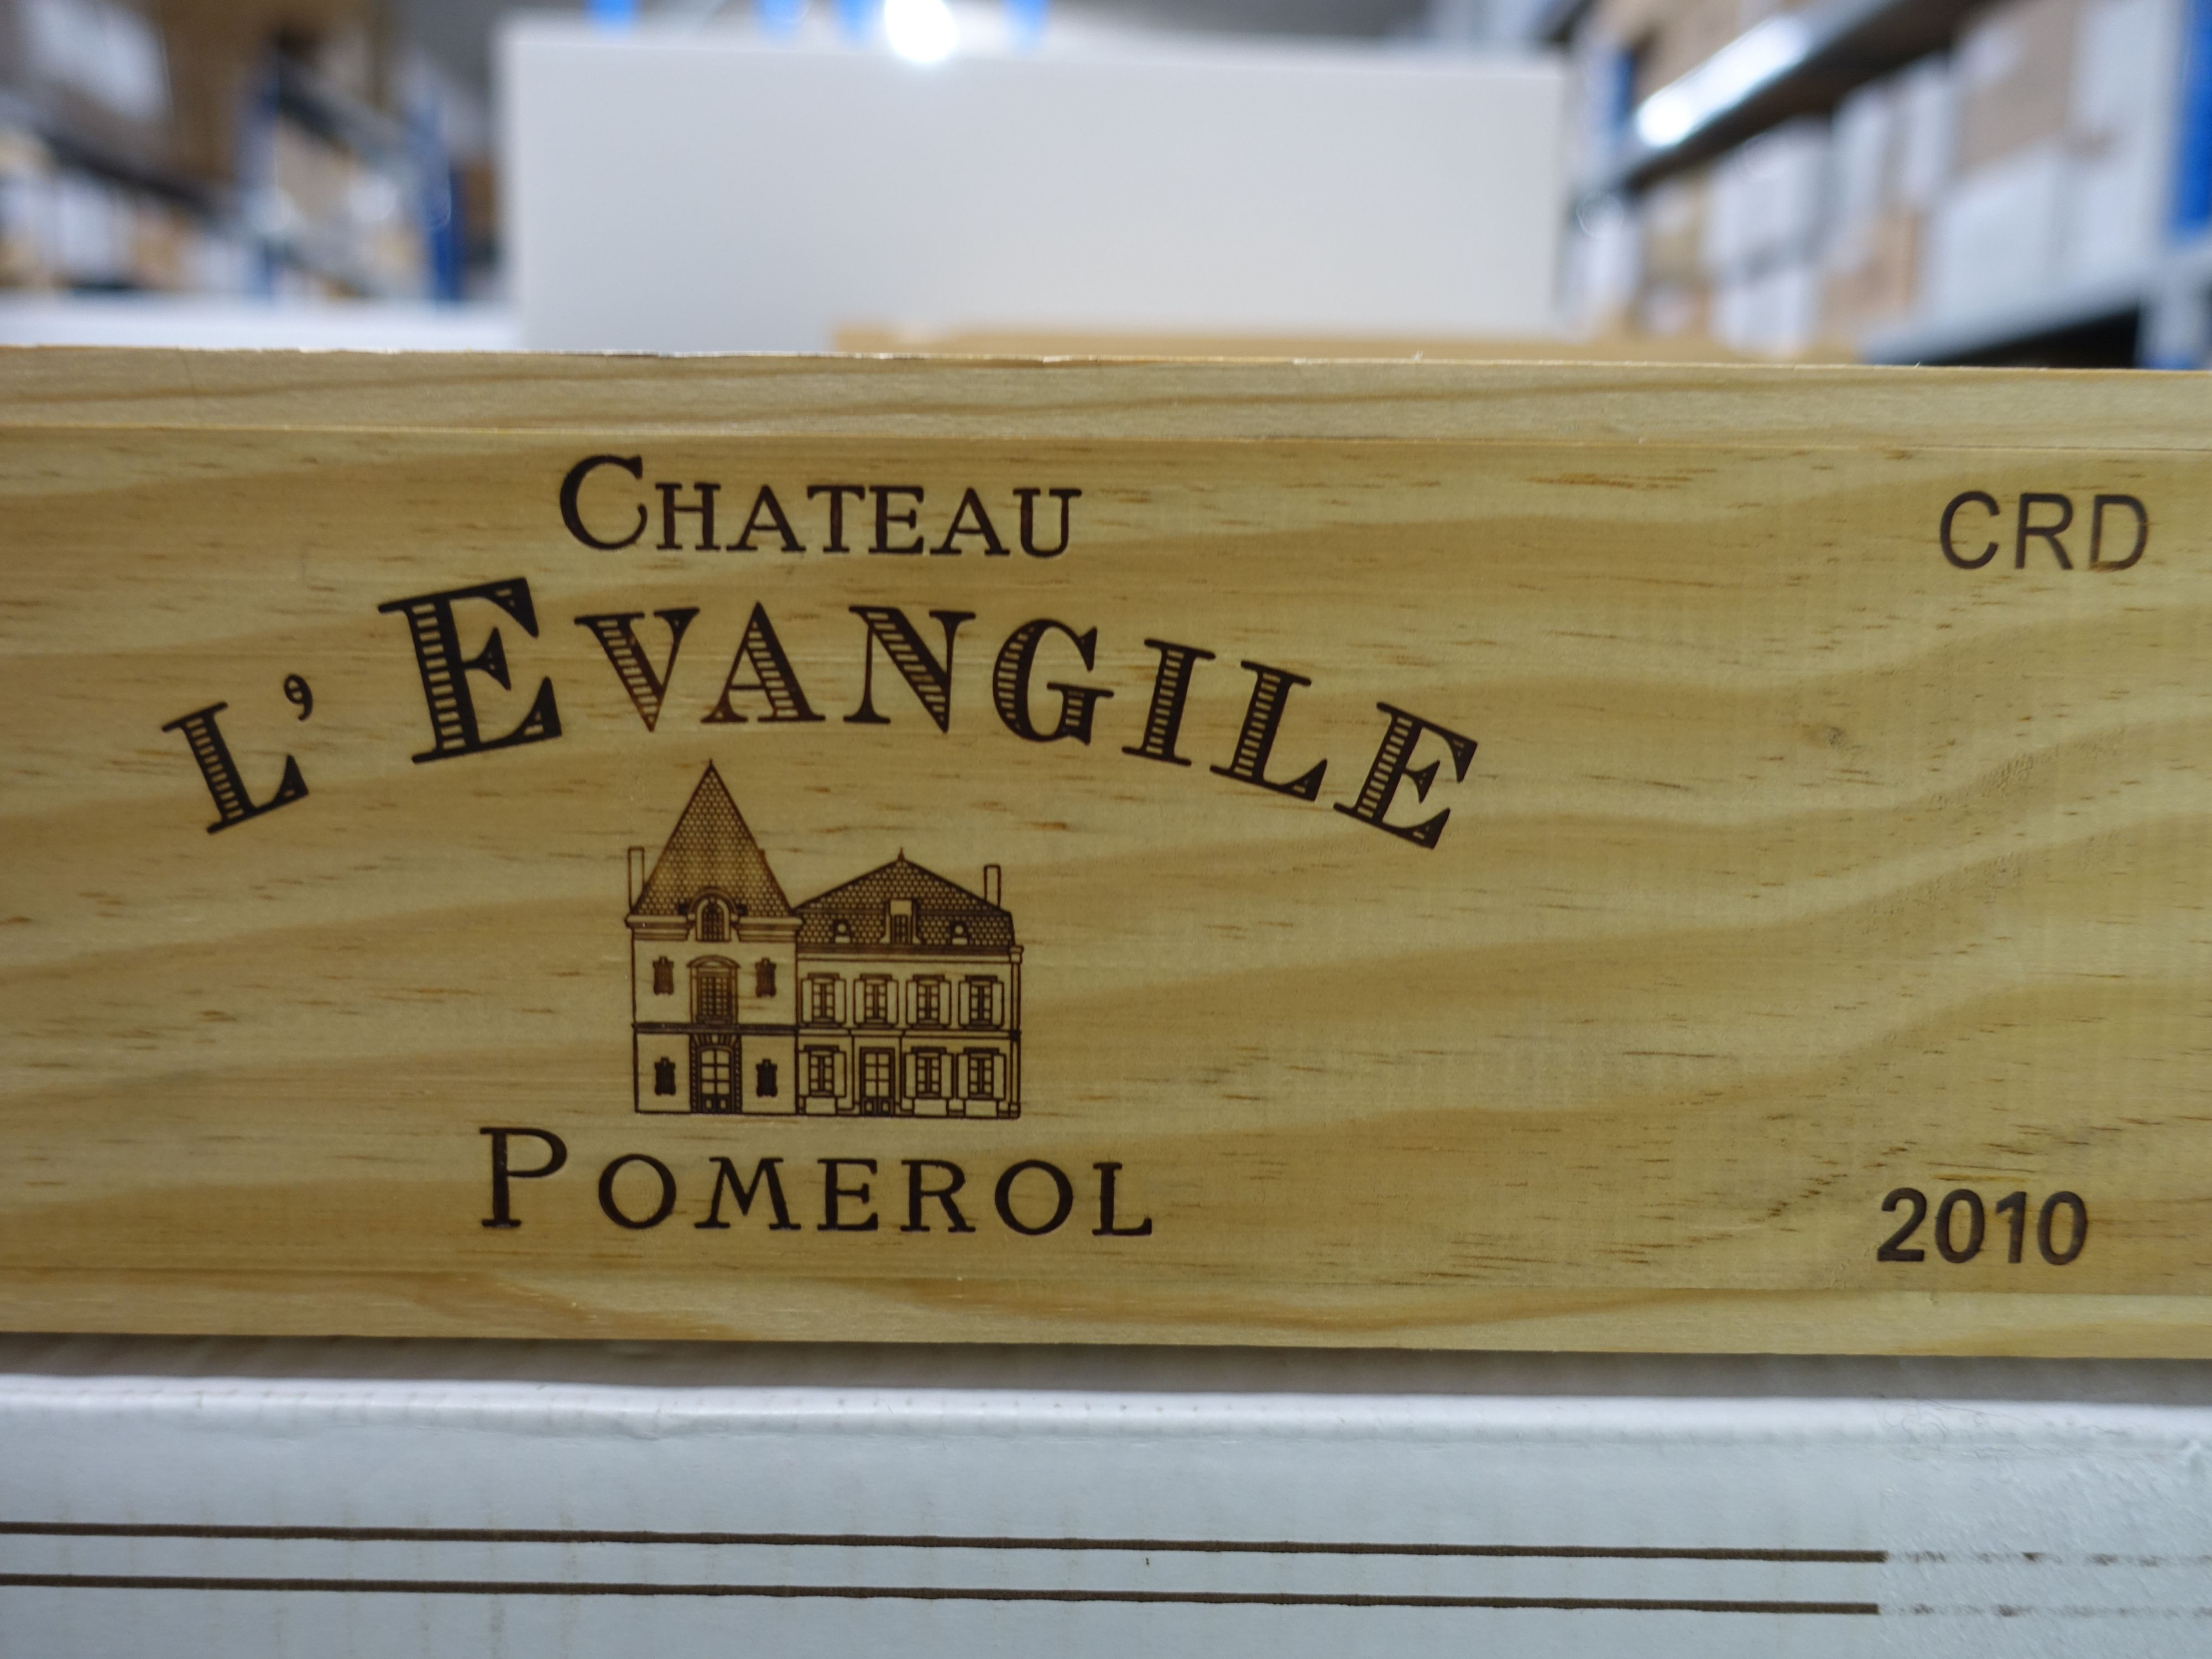 CHATEAU
L'EVANGILE
POMEROL
CRD
2010